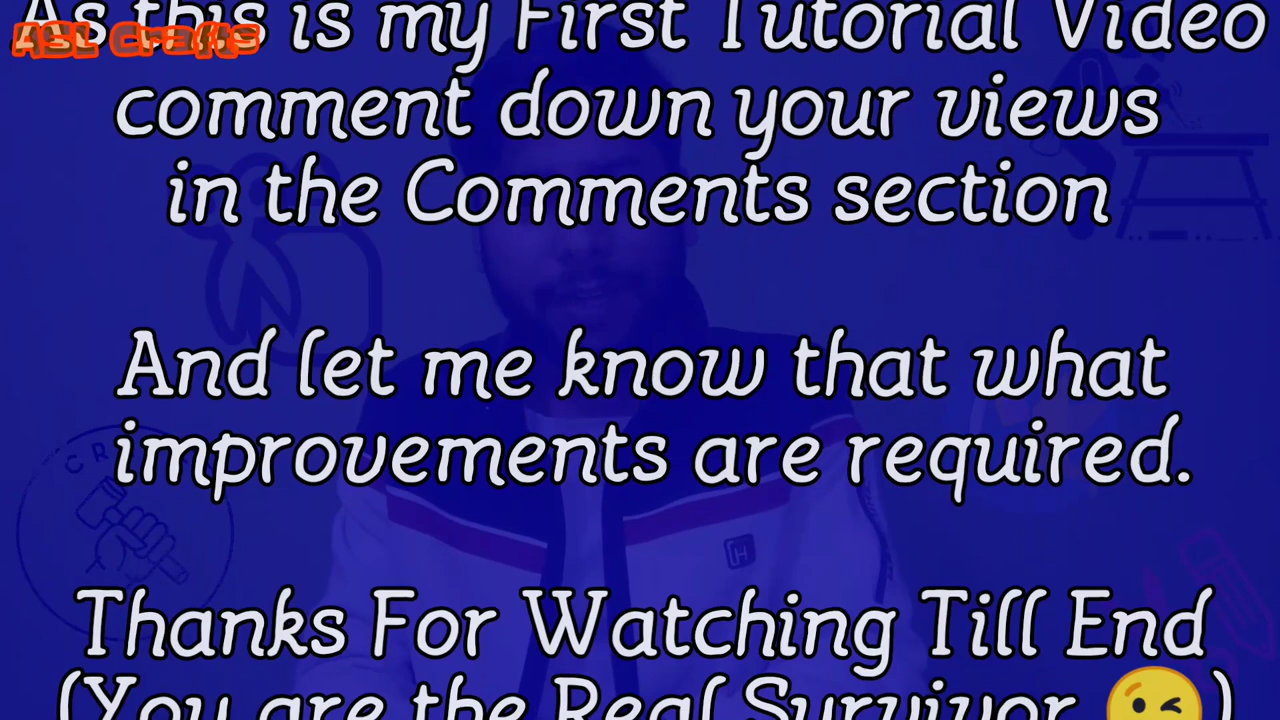 As this is my First Tutorial Video
ASL Crafts
comment down your views
in the Comments section
And let me know that what
improvements are required.
CR
H
Thanks For Watching Till End
(You are the Real Survivor 😉)